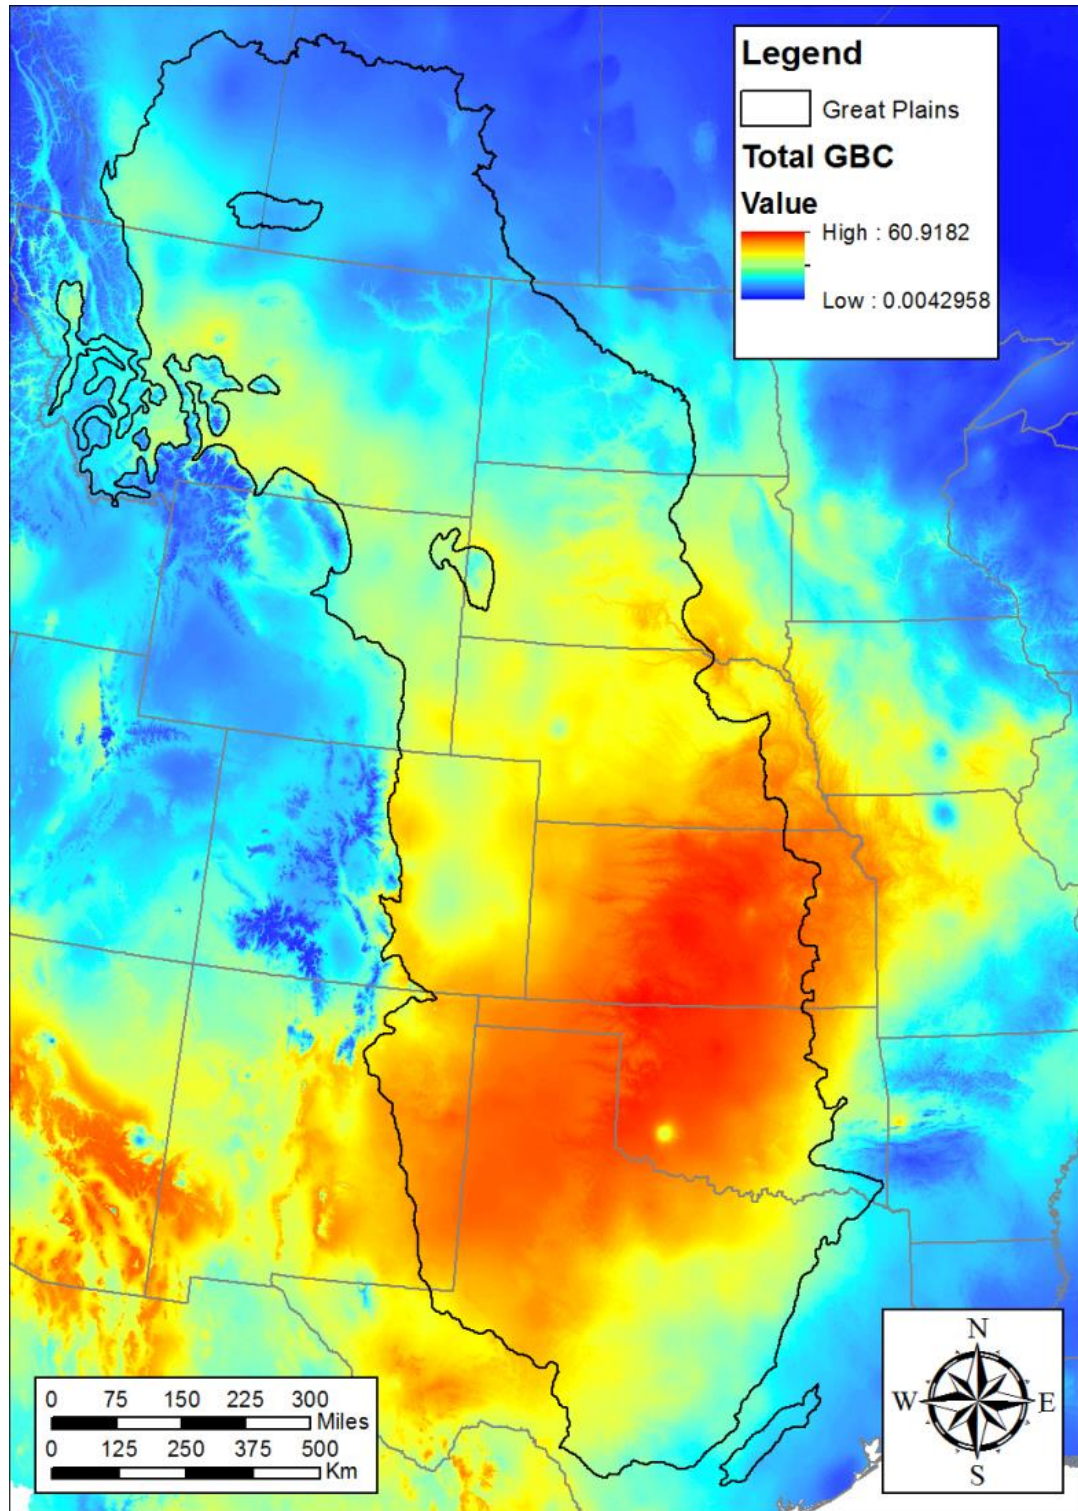 Legend
Great Plains
Total GBC
Value
High : 60.9182
Low : 0.0042958
N
W E
S
0 75 150 225 300
Miles
0 125 250 375 500
Km